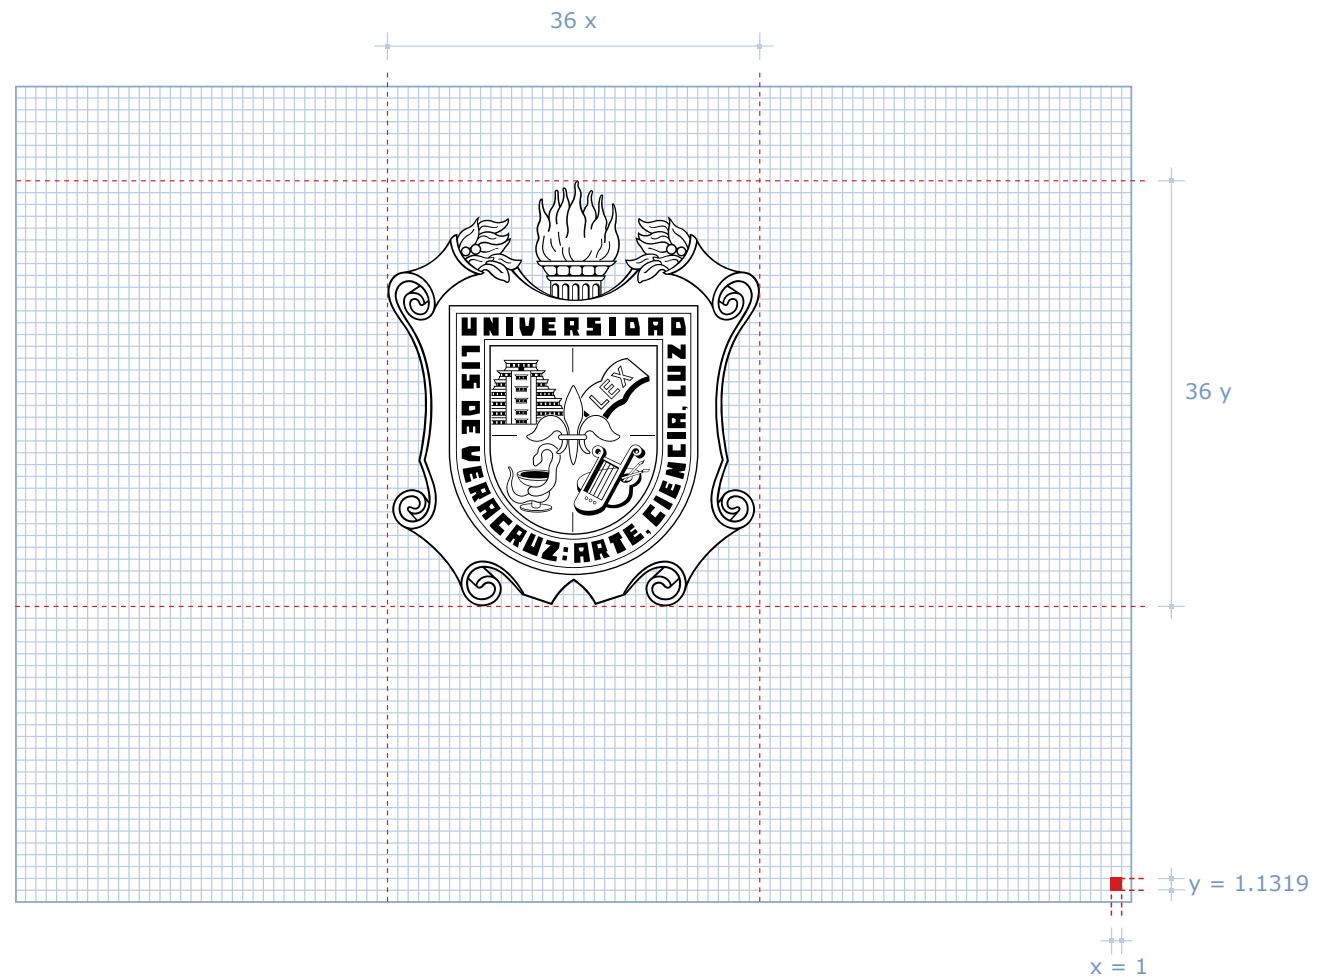 36 x
UNIVERSIDAD
LIS DE VERACRUZ: ARTE, CIENCIA, LUZ
LEX
36 y
y = 1.1319
x = 1